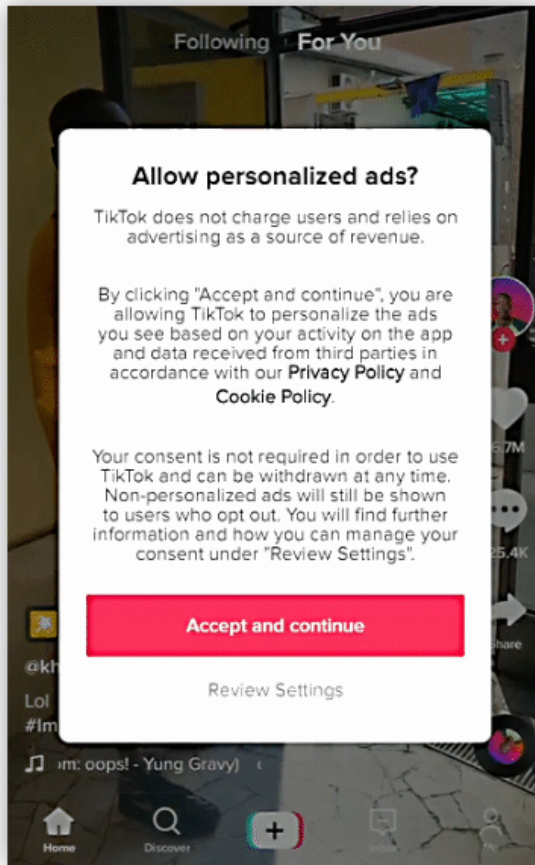 Following For You
Allow personalized ads?
TikTok does not charge users and relies on
advertising as a source of revenue.
By clicking "Accept and continue", you are
allowing TikTok to personalize the ads
you see based on your activity on the app
and data received from third parties in
accordance with our Privacy Policy and
Cookie Policy.
Your consent is not required in order to use
TikTok and can be withdrawn at any time.
Non-personalized ads will still be shown
to users who opt out. You will find further
information and how you can manage your
consent under "Review Settings".
Accept and continue
Review Settings
.7M
25.4K
Share
@kh
Lol
#Im
om: oops! - Yung Gravy)
Home Discover Me